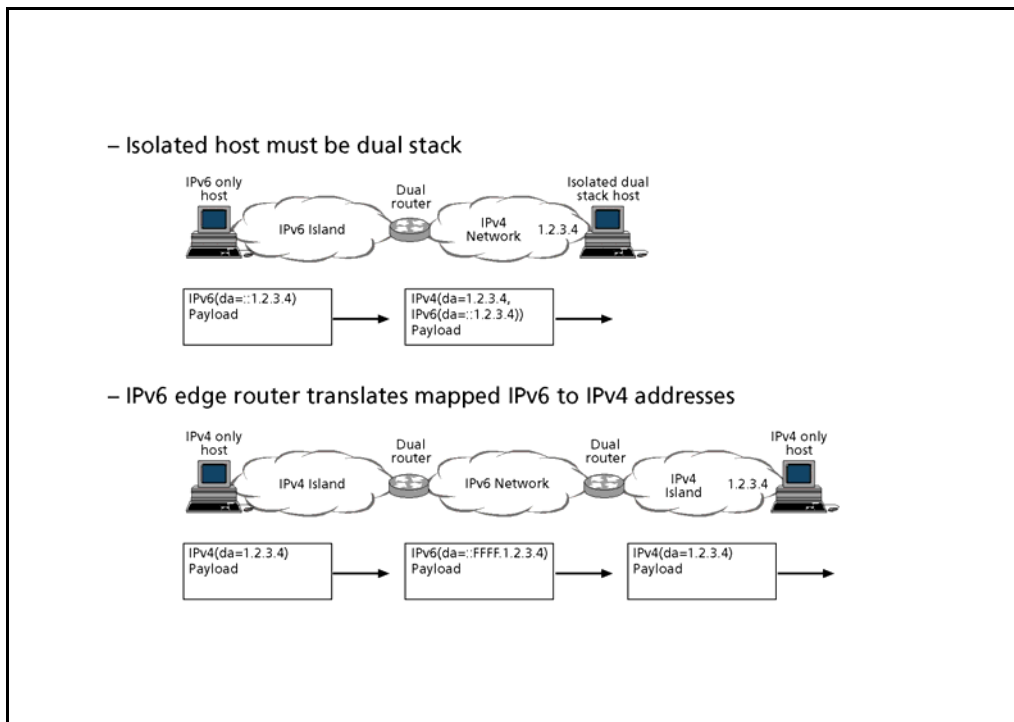 – Isolated host must be dual stack
IPv6 only
host
Dual
router
Isolated dual
stack host
IPv6 Island
IPv4
Network
1.2.3.4
IPv6(da=::1.2.3.4)
Payload
IPv4(da=1.2.3.4,
IPv6(da=::1.2.3.4))
Payload
– IPv6 edge router translates mapped IPv6 to IPv4 addresses
IPv4 only
host
Dual
router
Dual
router
IPv4 only
host
IPv4 Island
IPv6 Network
IPv4
Island
1.2.3.4
IPv4(da=1.2.3.4)
Payload
IPv6(da=::FFFF.1.2.3.4)
Payload
IPv4(da=1.2.3.4)
Payload